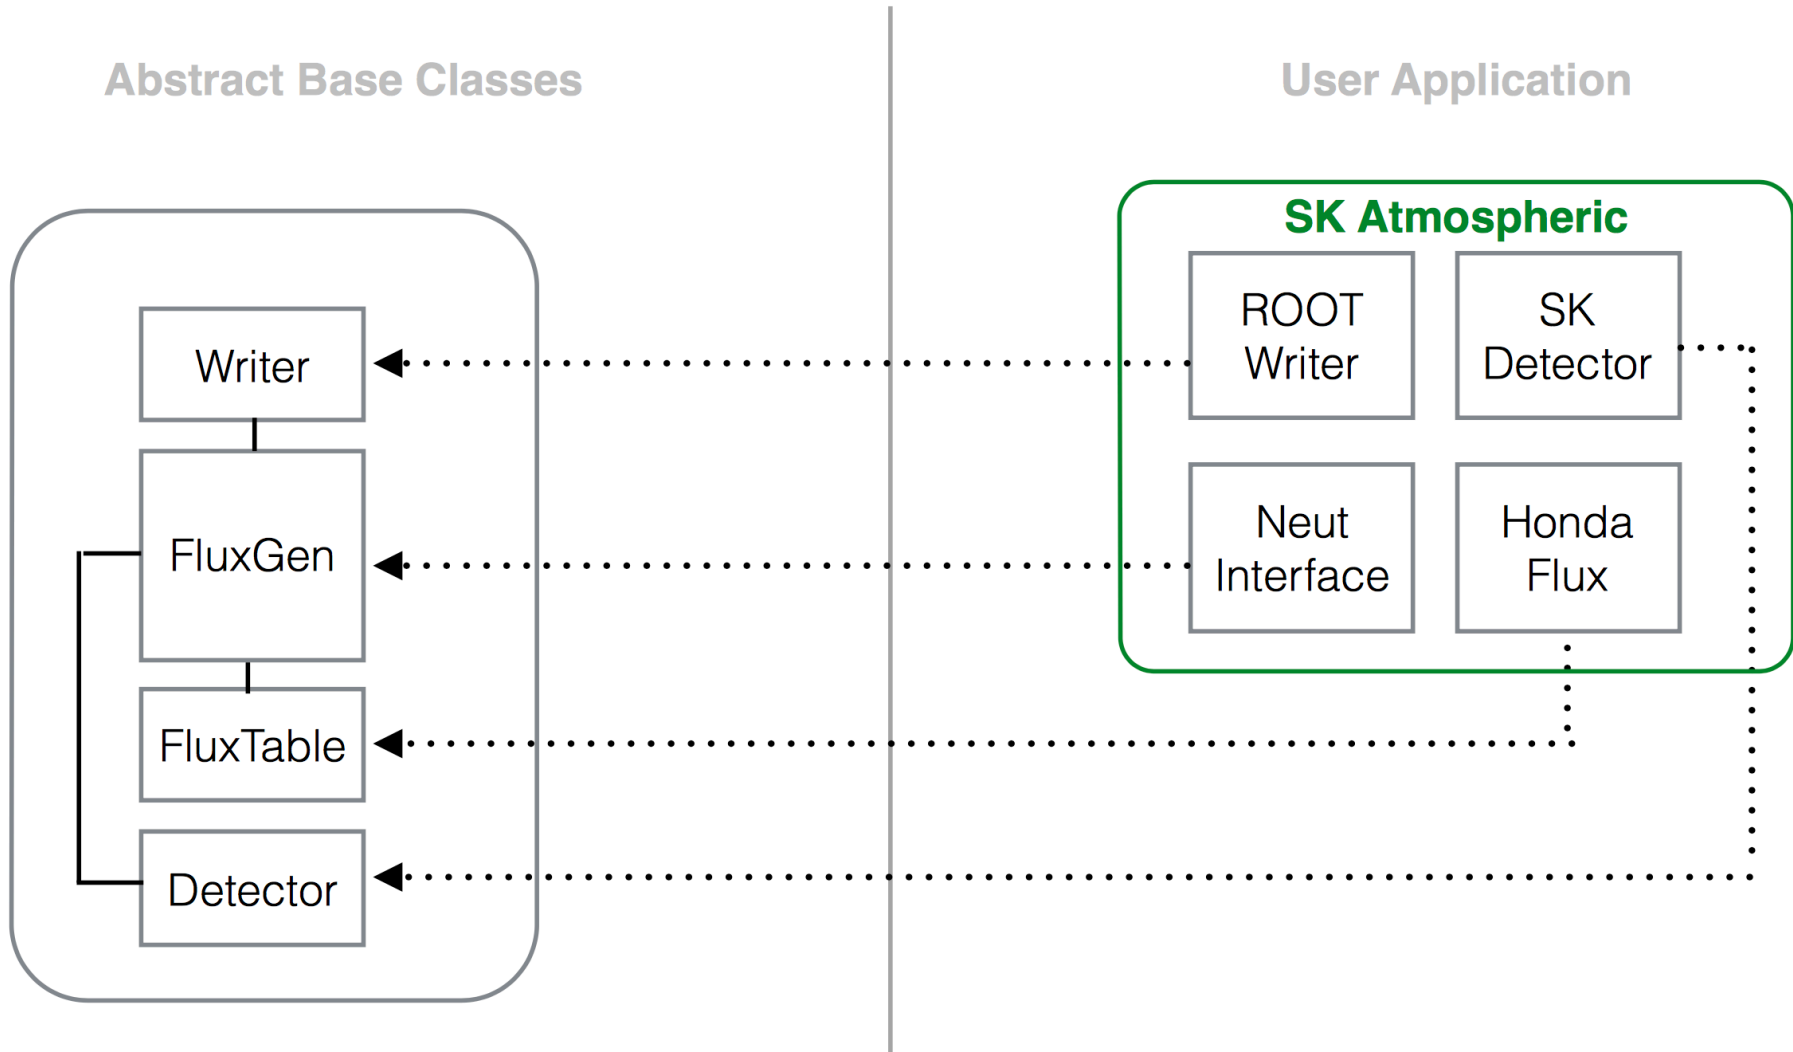 Abstract Base Classes
User Application
SK Atmospheric
Writer
FluxGen
FluxTable
Detector
ROOT
Writer
SK
Detector
Neut
Interface
Honda
Flux